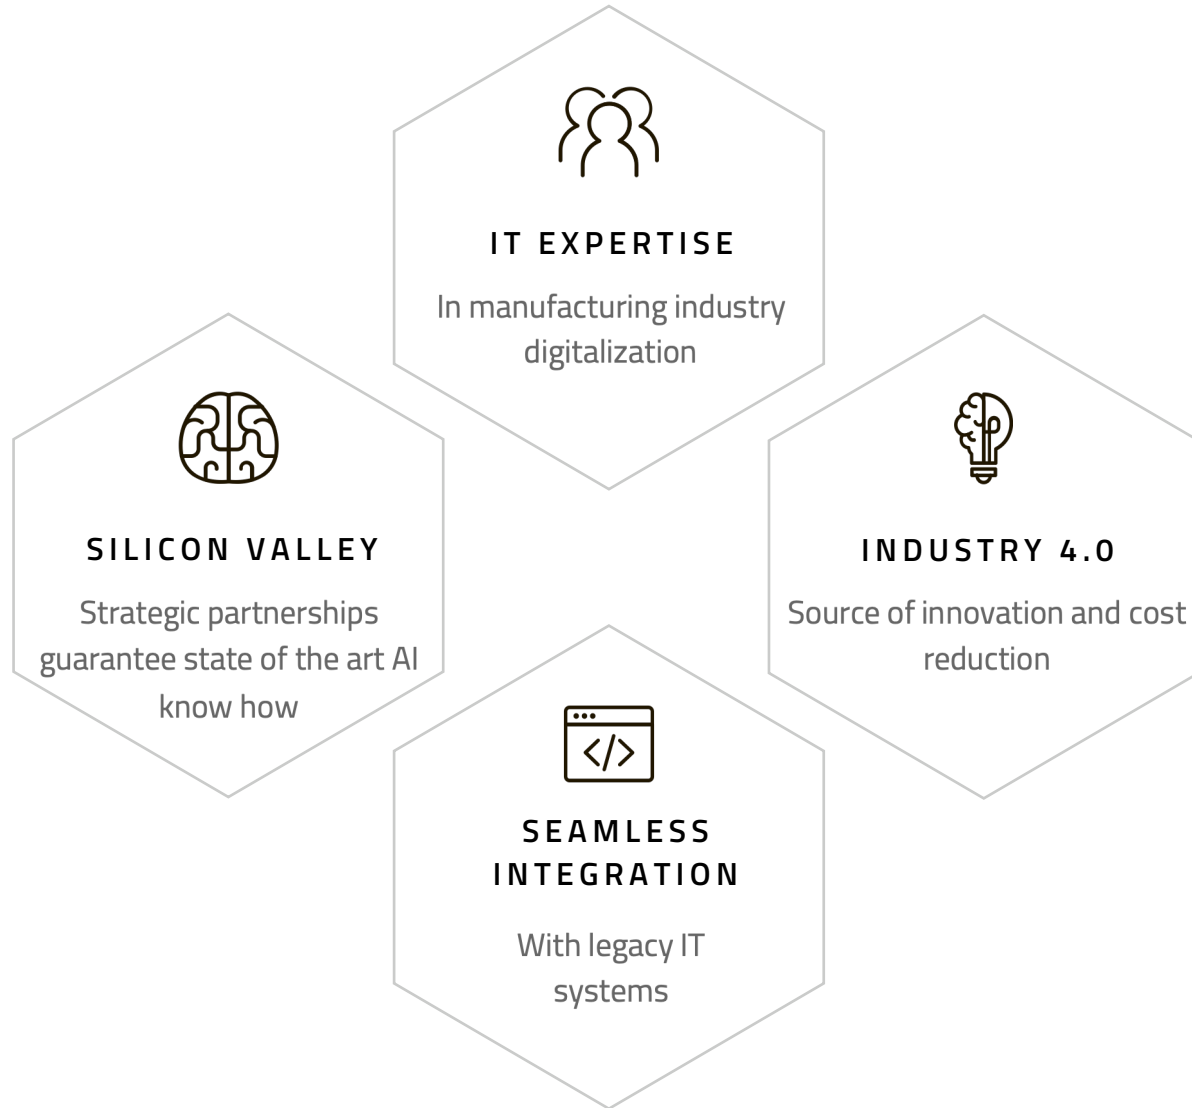 IT EXPERTISE
In manufacturing industry
digitalization
SILICON VALLEY
Strategic partnerships
guarantee state of the art AI
know how
INDUSTRY 4.0
Source of innovation and cost
reduction
</>
SEAMLESS
INTEGRATION
With legacy IT
systems